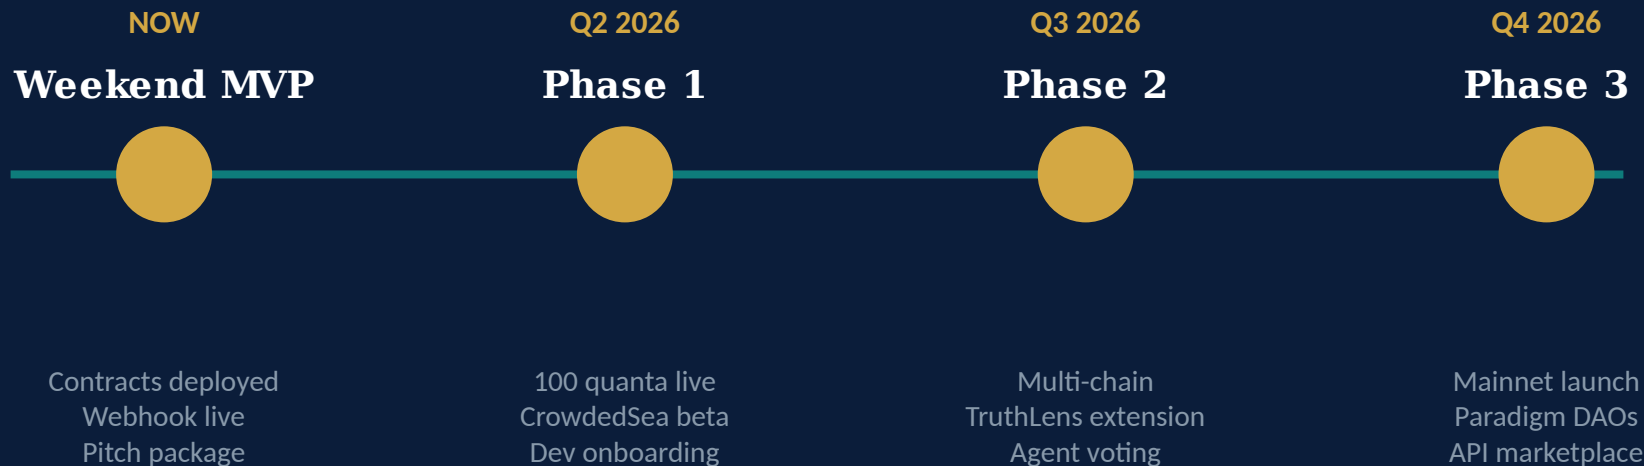 NOW
Weekend MVP
Contracts deployed
Webhook live
Pitch package
Q2 2026
Phase 1
100 quanta live
CrowdedSea beta
Dev onboarding
Q3 2026
Phase 2
Multi-chain
TruthLens extension
Agent voting
Q4 2026
Phase 3
Mainnet launch
Paradigm DAOs
API marketplace